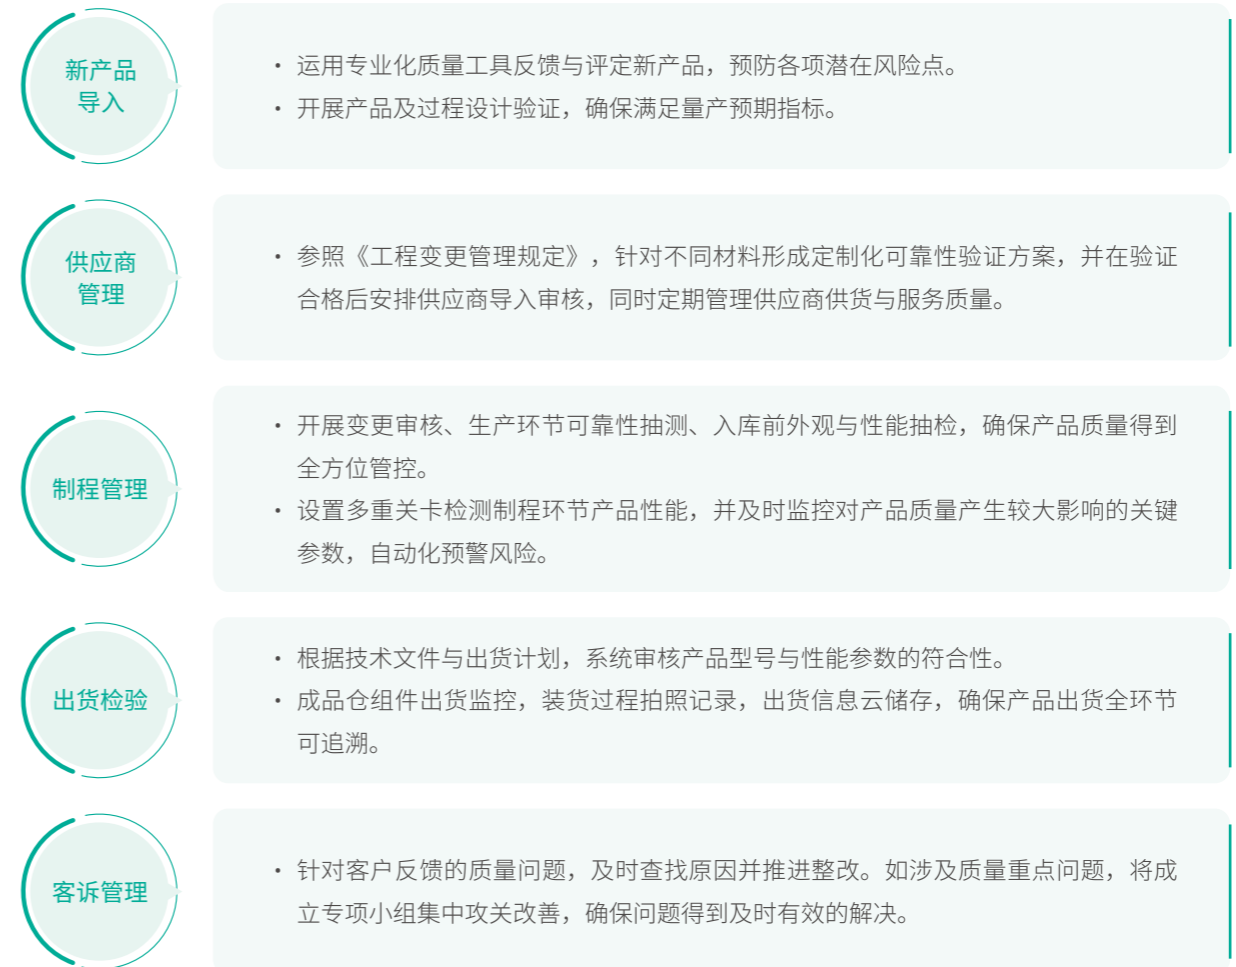 新产品
导入
• 运用专业化质量工具反馈与评定新产品，预防各项潜在风险点。
• 开展产品及过程设计验证，确保满足量产预期指标。
供应商
管理
• 参照《工程变更管理规定》，针对不同材料形成定制化可靠性验证方案，并在验证
合格后安排供应商导入审核，同时定期管理供应商供货与服务质量。
制程管理
• 开展变更审核、生产环节可靠性抽测、入库前外观与性能抽检，确保产品质量得到
全方位管控。
• 设置多重关卡检测制程环节产品性能，并及时监控对产品质量产生较大影响的关键
参数，自动化预警风险。
出货检验
• 根据技术文件与出货计划，系统审核产品型号与性能参数的符合性。
• 成品仓组件出货监控，装货过程拍照记录，出货信息云储存，确保产品出货全环节
可追溯。
客诉管理
• 针对客户反馈的质量问题，及时查找原因并推进整改。如涉及质量重点问题，将成
立专项小组集中攻关改善，确保问题得到及时有效的解决。